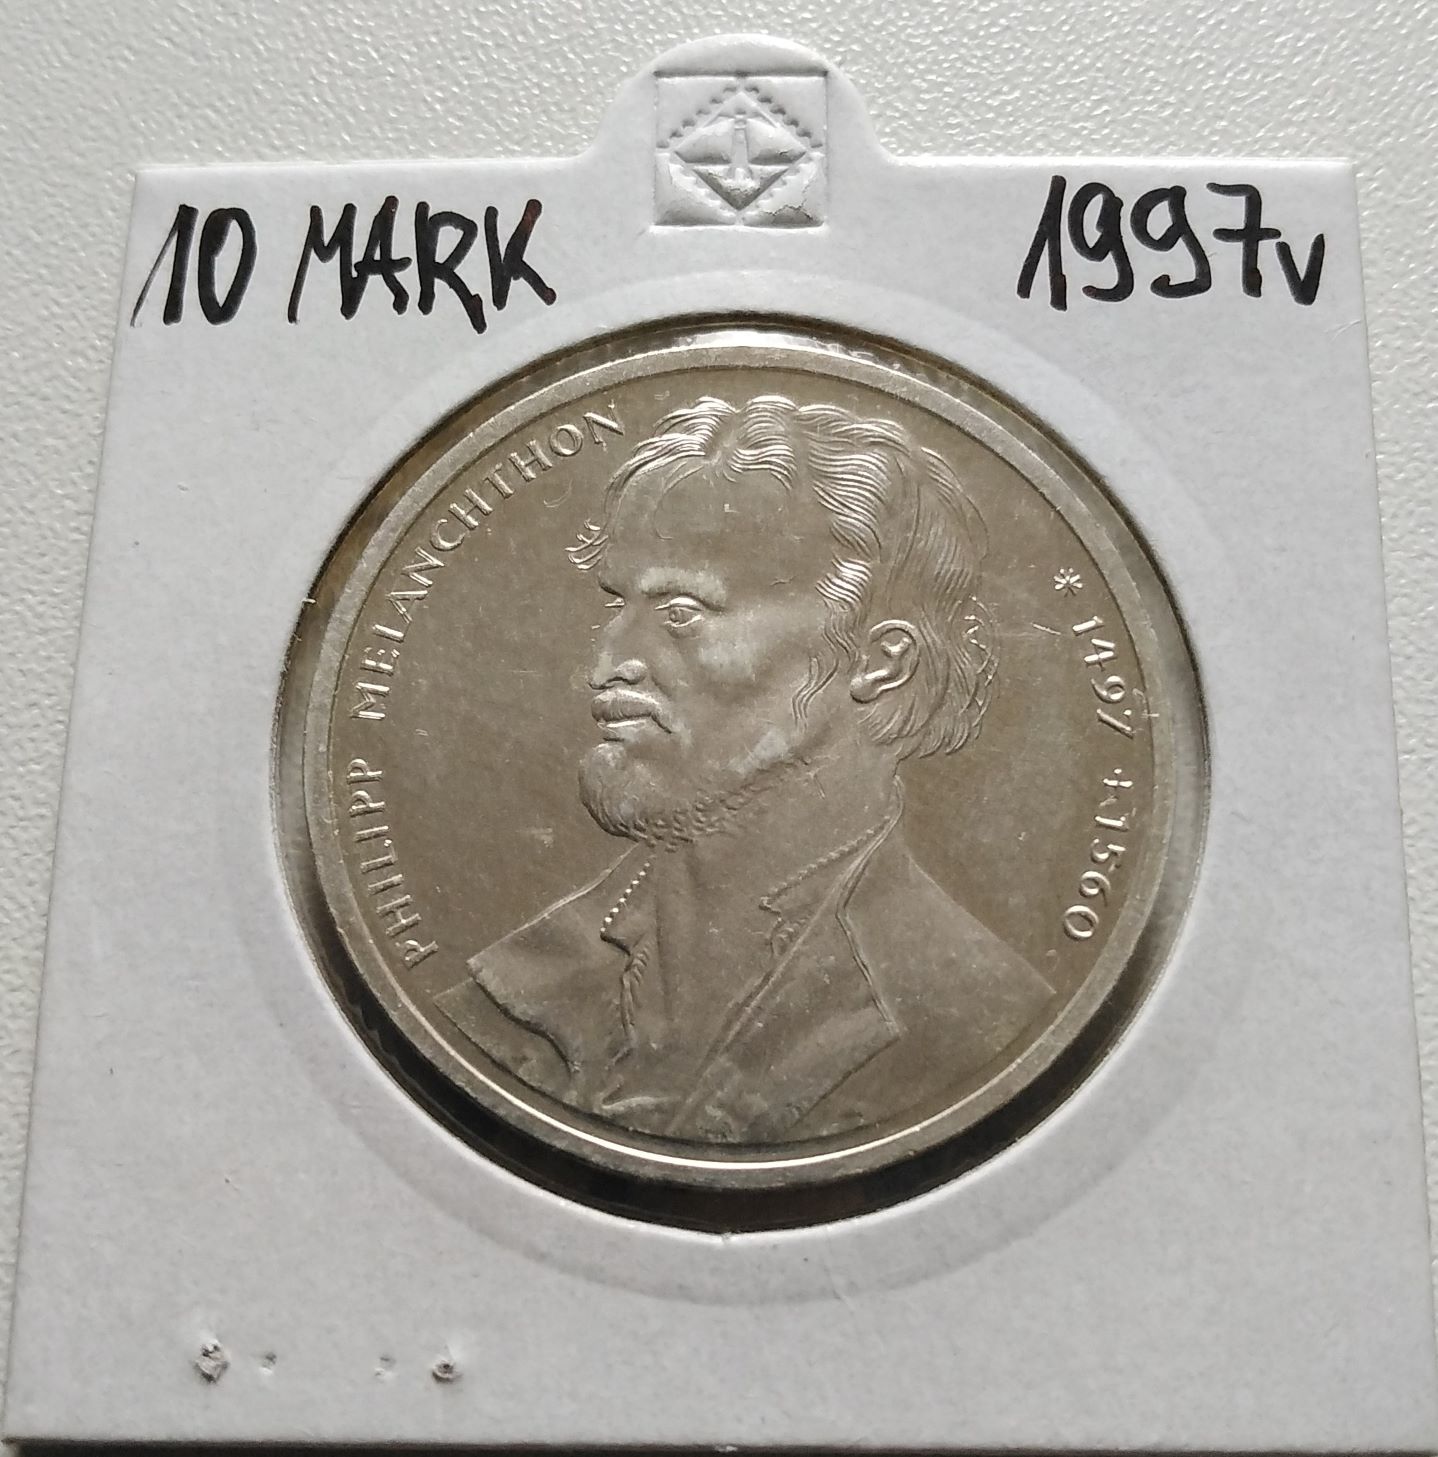 10 MARK
1997v
PHILIPP MELANCHTHON
* 1497 + 1560